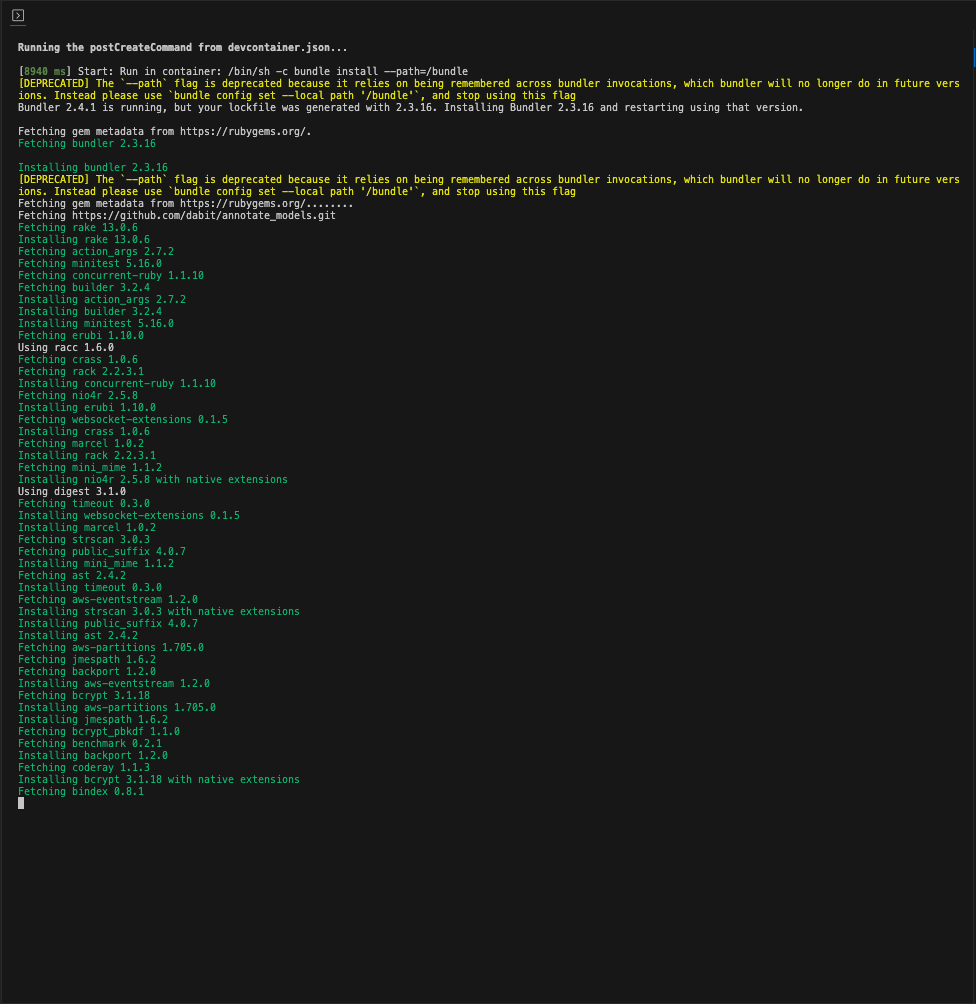 Running the postCreateCommand from devcontainer.json...
[8940 ms] Start: Run in container: /bin/sh -c bundle install --path=/bundle
[DEPRECATED] The `--path` flag is deprecated because it relies on being remembered across bundler invocations, which bundler will no longer do in future vers
ions. Instead please use `bundle config set --local path '/bundle'`, and stop using this flag
Bundler 2.4.1 is running, but your lockfile was generated with 2.3.16. Installing Bundler 2.3.16 and restarting using that version.
Fetching gem metadata from https://rubygems.org/.
Fetching bundler 2.3.16
Installing bundler 2.3.16
[DEPRECATED] The `--path` flag is deprecated because it relies on being remembered across bundler invocations, which bundler will no longer do in future vers
ions. Instead please use `bundle config set --local path '/bundle'`, and stop using this flag
Fetching gem metadata from https://rubygems.org/........
Fetching https://github.com/dabit/annotate_models.git
Fetching rake 13.0.6
Installing rake 13.0.6
Fetching action_args 2.7.2
Fetching minitest 5.16.0
Fetching concurrent-ruby 1.1.10
Fetching builder 3.2.4
Installing action_args 2.7.2
Installing builder 3.2.4
Installing minitest 5.16.0
Fetching erubi 1.10.0
Using racc 1.6.0
Fetching crass 1.0.6
Fetching rack 2.2.3.1
Installing concurrent-ruby 1.1.10
Fetching nio4r 2.5.8
Installing erubi 1.10.0
Fetching websocket-extensions 0.1.5
Installing crass 1.0.6
Fetching marcel 1.0.2
Installing rack 2.2.3.1
Fetching mini_mime 1.1.2
Installing nio4r 2.5.8 with native extensions
Using digest 3.1.0
Fetching timeout 0.3.0
Installing websocket-extensions 0.1.5
Installing marcel 1.0.2
Fetching strscan 3.0.3
Fetching public_suffix 4.0.7
Installing mini_mime 1.1.2
Fetching ast 2.4.2
Installing timeout 0.3.0
Fetching aws-eventstream 1.2.0
Installing strscan 3.0.3 with native extensions
Installing public_suffix 4.0.7
Installing ast 2.4.2
Fetching aws-partitions 1.705.0
Fetching jmespath 1.6.2
Fetching backport 1.2.0
Installing aws-eventstream 1.2.0
Fetching bcrypt 3.1.18
Installing aws-partitions 1.705.0
Installing jmespath 1.6.2
Fetching bcrypt_pbkdf 1.1.0
Fetching benchmark 0.2.1
Installing backport 1.2.0
Fetching coderay 1.1.3
Installing bcrypt 3.1.18 with native extensions
Fetching bindex 0.8.1